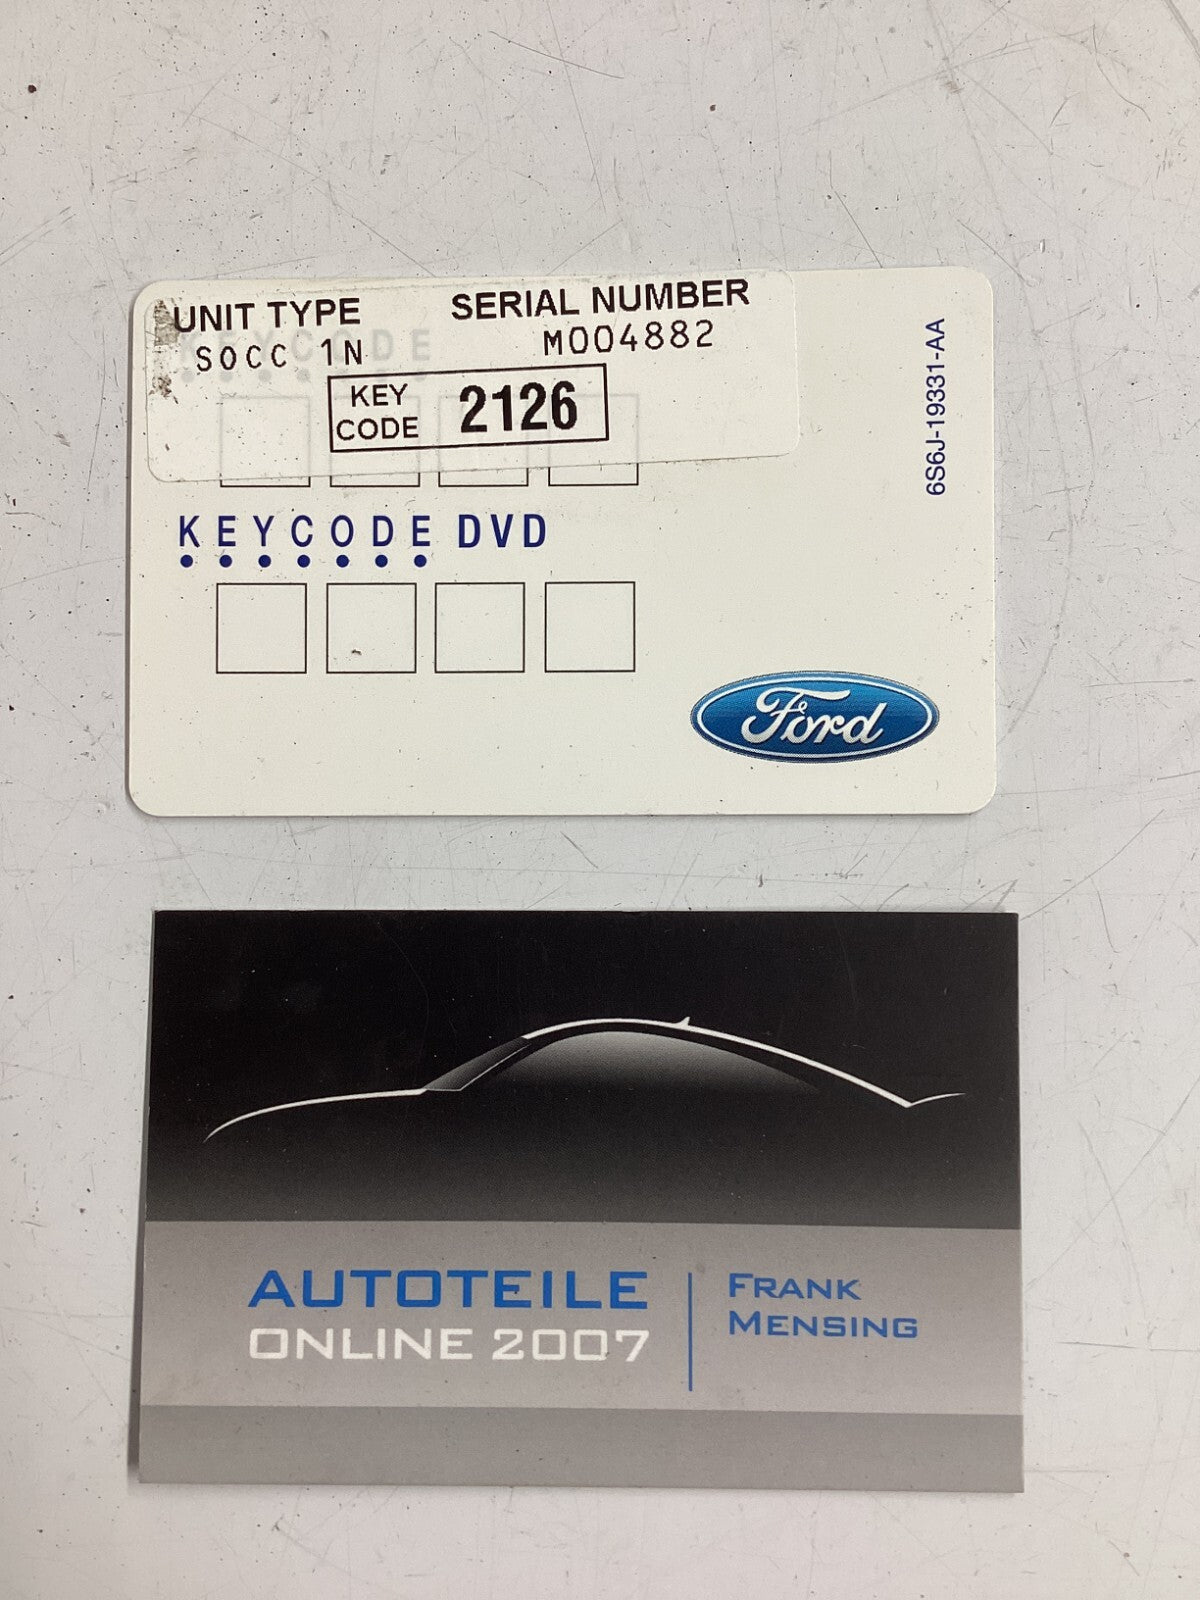 UNIT TYPE SERIAL NUMBER
SOCC 1N M004882
KEYCODE
KEY
CODE 2126
6S6J-19331-AA
KEYCODE DVD
Ford
AUTOTEILE
ONLINE 2007
FRANK
MENSING